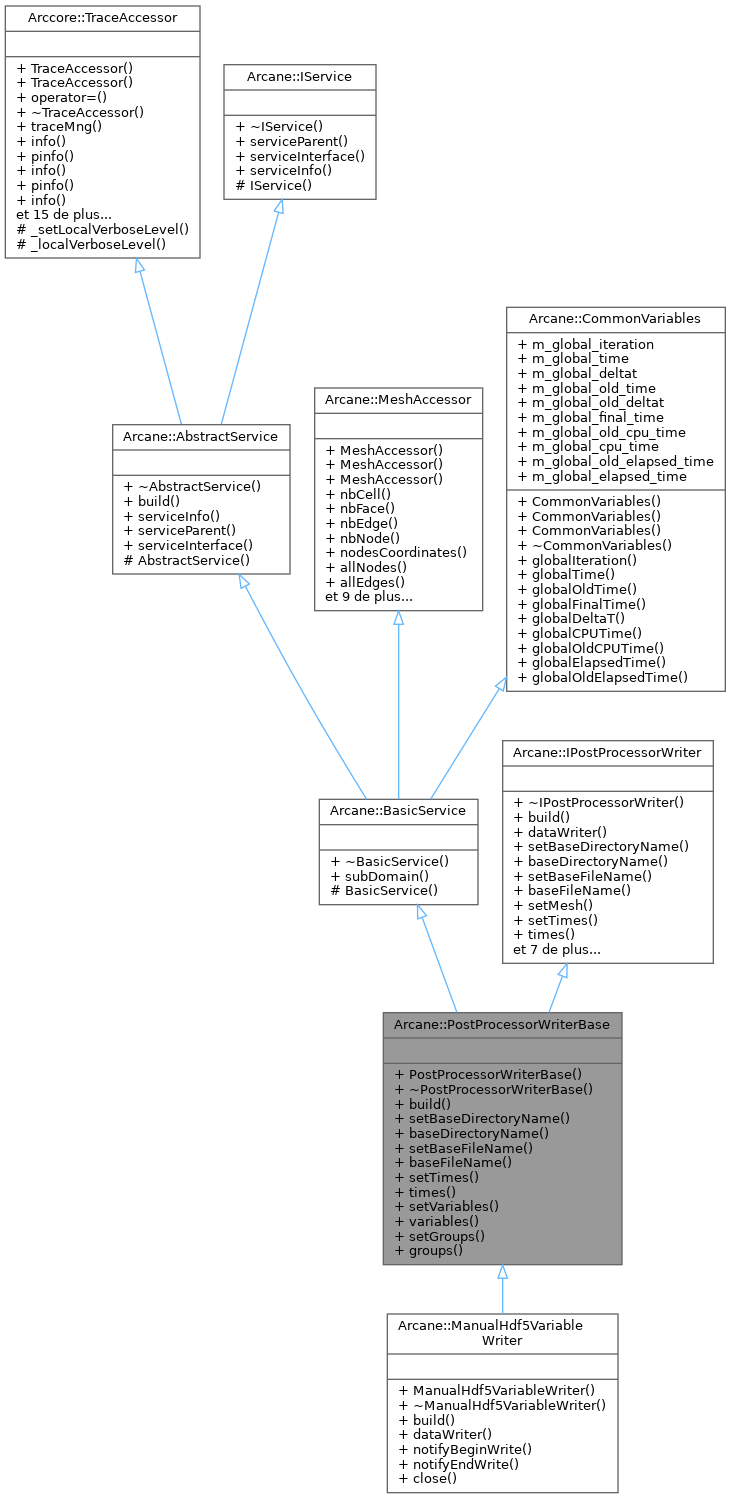 Arccore::TraceAccessor
+ TraceAccessor()
+ TraceAccessor()
+ operator=()
+ ~TraceAccessor()
+ traceMng()
+ info()
+ pinfo()
+ info()
+ pinfo()
+ info()
et 15 de plus...
# _setLocalVerboseLevel()
# _localVerboseLevel()
Arcane::IService
+ ~IService()
+ serviceParent()
+ serviceInterface()
+ serviceInfo()
# IService()
Arcane::CommonVariables
+ m_global_iteration
+ m_global_time
+ m_global_deltat
+ m_global_old_time
+ m_global_old_deltat
+ m_global_final_time
+ m_global_old_cpu_time
+ m_global_cpu_time
+ m_global_old_elapsed_time
+ m_global_elapsed_time
+ CommonVariables()
+ CommonVariables()
+ CommonVariables()
+ ~CommonVariables()
+ globalIteration()
+ globalTime()
+ globalOldTime()
+ globalFinalTime()
+ globalDeltaT()
+ globalCPUTime()
+ globalOldCPUTime()
+ globalElapsedTime()
+ globalOldElapsedTime()
Arcane::MeshAccessor
+ MeshAccessor()
+ MeshAccessor()
+ MeshAccessor()
+ nbCell()
+ nbFace()
+ nbEdge()
+ nbNode()
+ nodesCoordinates()
+ allNodes()
+ allEdges()
et 9 de plus...
Arcane::AbstractService
+ ~AbstractService()
+ build()
+ serviceInfo()
+ serviceParent()
+ serviceInterface()
# AbstractService()
Arcane::IPostProcessorWriter
+ ~IPostProcessorWriter()
+ build()
+ dataWriter()
+ setBaseDirectoryName()
+ baseDirectoryName()
+ setBaseFileName()
+ baseFileName()
+ setMesh()
+ setTimes()
+ times()
et 7 de plus...
Arcane::BasicService
+ ~BasicService()
+ subDomain()
# BasicService()
Arcane::PostProcessorWriterBase
+ PostProcessorWriterBase()
+ ~PostProcessorWriterBase()
+ build()
+ setBaseDirectoryName()
+ baseDirectoryName()
+ setBaseFileName()
+ baseFileName()
+ setTimes()
+ times()
+ setVariables()
+ variables()
+ setGroups()
+ groups()
Arcane::ManualHdf5Variable
Writer
+ ManualHdf5VariableWriter()
+ ~ManualHdf5VariableWriter()
+ build()
+ dataWriter()
+ notifyBeginWrite()
+ notifyEndWrite()
+ close()